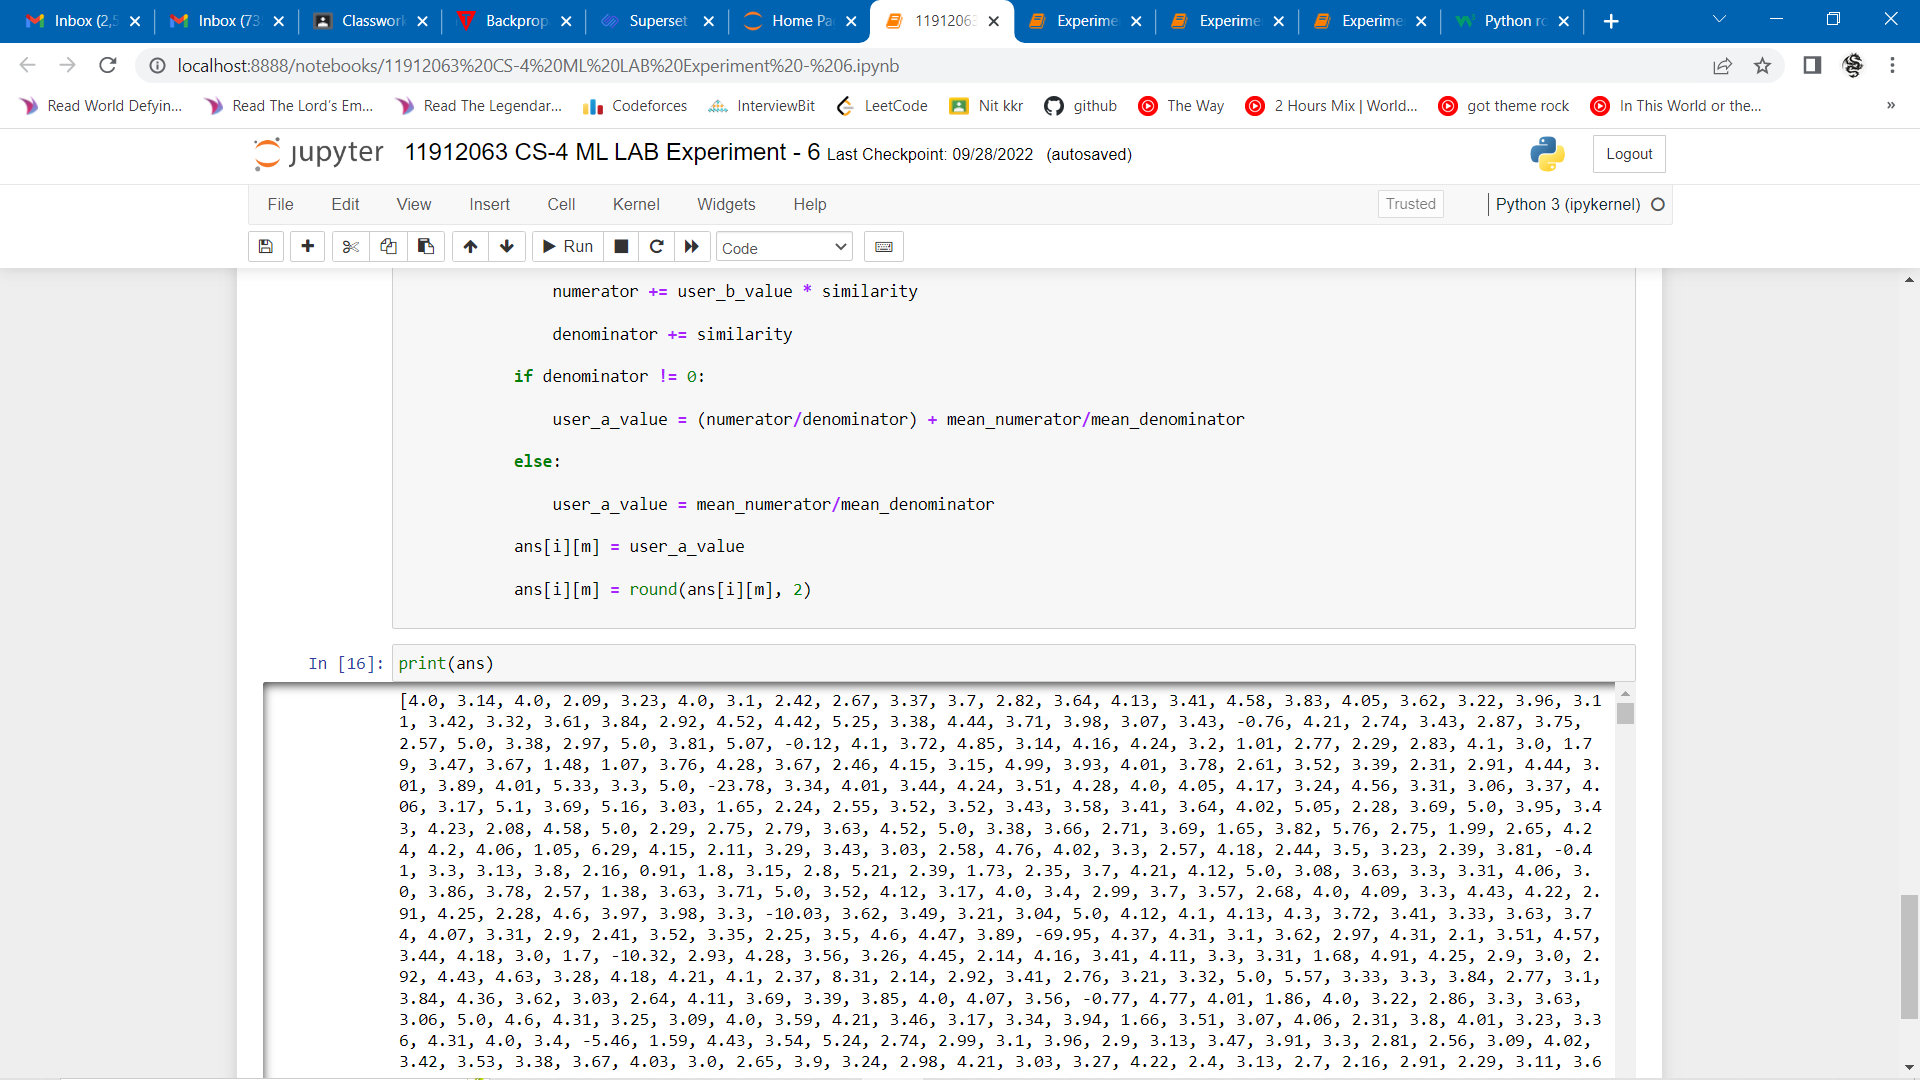 Inbox (2,5
Inbox (73
Classwork
Backprop
Superset
Home Pa
11912063
Experime
Experime
Experime
Python ro
localhost:8888/notebooks/11912063%20CS-4%20ML%20LAB%20Experiment%20-%206.ipynb
Read World Defyin...
Read The Lord's Em...
Read The Legendar...
Codeforces
InterviewBit
LeetCode
Nit kkr
github
The Way
2 Hours Mix | World...
got theme rock
In This World or the...
»
jupyter 11912063 CS-4 ML LAB Experiment - 6 Last Checkpoint: 09/28/2022 (autosaved)
Logout
File Edit View Insert Cell Kernel Widgets Help
Trusted
Python 3 (ipykernel)
Run
Code
numerator += user_b_value * similarity
denominator += similarity
if denominator != 0:
user_a_value = (numerator/denominator) + mean_numerator/mean_denominator
else:
user_a_value = mean_numerator/mean_denominator
ans[i][m] = user_a_value
ans[i][m] = round(ans[i][m], 2)
In [16]: print(ans)
[4.0, 3.14, 4.0, 2.09, 3.23, 4.0, 3.1, 2.42, 2.67, 3.37, 3.7, 2.82, 3.64, 4.13, 3.41, 4.58, 3.83, 4.05, 3.62, 3.22, 3.96, 3.1
1, 3.42, 3.32, 3.61, 3.84, 2.92, 4.52, 4.42, 5.25, 3.38, 4.44, 3.71, 3.98, 3.07, 3.43, -0.76, 4.21, 2.74, 3.43, 2.87, 3.75,
2.57, 5.0, 3.38, 2.97, 5.0, 3.81, 5.07, -0.12, 4.1, 3.72, 4.85, 3.14, 4.16, 4.24, 3.2, 1.01, 2.77, 2.29, 2.83, 4.1, 3.0, 1.7
9, 3.47, 3.67, 1.48, 1.07, 3.76, 4.28, 3.67, 2.46, 4.15, 3.15, 4.99, 3.93, 4.01, 3.78, 2.61, 3.52, 3.39, 2.31, 2.91, 4.44, 3.
01, 3.89, 4.01, 5.33, 3.3, 5.0, -23.78, 3.34, 4.01, 3.44, 4.24, 3.51, 4.28, 4.0, 4.05, 4.17, 3.24, 4.56, 3.31, 3.06, 3.37, 4.
06, 3.17, 5.1, 3.69, 5.16, 3.03, 1.65, 2.24, 2.55, 3.52, 3.52, 3.43, 3.58, 3.41, 3.64, 4.02, 5.05, 2.28, 3.69, 5.0, 3.95, 3.4
3, 4.23, 2.08, 4.58, 5.0, 2.29, 2.75, 2.79, 3.63, 4.52, 5.0, 3.38, 3.66, 2.71, 3.69, 1.65, 3.82, 5.76, 2.75, 1.99, 2.65, 4.2
4, 4.2, 4.06, 1.05, 6.29, 4.15, 2.11, 3.29, 3.43, 3.03, 2.58, 4.76, 4.02, 3.3, 2.57, 4.18, 2.44, 3.5, 3.23, 2.39, 3.81, -0.4
1, 3.3, 3.13, 3.8, 2.16, 0.91, 1.8, 3.15, 2.8, 5.21, 2.39, 1.73, 2.35, 3.7, 4.21, 4.12, 5.0, 3.08, 3.63, 3.3, 3.31, 4.06, 3.
0, 3.86, 3.78, 2.57, 1.38, 3.63, 3.71, 5.0, 3.52, 4.12, 3.17, 4.0, 3.4, 2.99, 3.7, 3.57, 2.68, 4.0, 4.09, 3.3, 4.43, 4.22, 2.
91, 4.25, 2.28, 4.6, 3.97, 3.98, 3.3, -10.03, 3.62, 3.49, 3.21, 3.04, 5.0, 4.12, 4.1, 4.13, 4.3, 3.72, 3.41, 3.33, 3.63, 3.7
4, 4.07, 3.31, 2.9, 2.41, 3.52, 3.35, 2.25, 3.5, 4.6, 4.47, 3.89, -69.95, 4.37, 4.31, 3.1, 3.62, 2.97, 4.31, 2.1, 3.51, 4.57,
3.44, 4.18, 3.0, 1.7, -10.32, 2.93, 4.28, 3.56, 3.26, 4.45, 2.14, 4.16, 3.41, 4.11, 3.3, 3.31, 1.68, 4.91, 4.25, 2.9, 3.0, 2.
92, 4.43, 4.63, 3.28, 4.18, 4.21, 4.1, 2.37, 8.31, 2.14, 2.92, 3.41, 2.76, 3.21, 3.32, 5.0, 5.57, 3.33, 3.3, 3.84, 2.77, 3.1,
3.84, 4.36, 3.62, 3.03, 2.64, 4.11, 3.69, 3.39, 3.85, 4.0, 4.07, 3.56, -0.77, 4.77, 4.01, 1.86, 4.0, 3.22, 2.86, 3.3, 3.63,
3.06, 5.0, 4.6, 4.31, 3.25, 3.09, 4.0, 3.59, 4.21, 3.46, 3.17, 3.34, 3.94, 1.66, 3.51, 3.07, 4.06, 2.31, 3.8, 4.01, 3.23, 3.3
6, 4.31, 4.0, 3.4, -5.46, 1.59, 4.43, 3.54, 5.24, 2.74, 2.99, 3.1, 3.96, 2.9, 3.13, 3.47, 3.91, 3.3, 2.81, 2.56, 3.09, 4.02,
3.42, 3.53, 3.38, 3.67, 4.03, 3.0, 2.65, 3.9, 3.24, 2.98, 4.21, 3.03, 3.27, 4.22, 2.4, 3.13, 2.7, 2.16, 2.91, 2.29, 3.11, 3.6